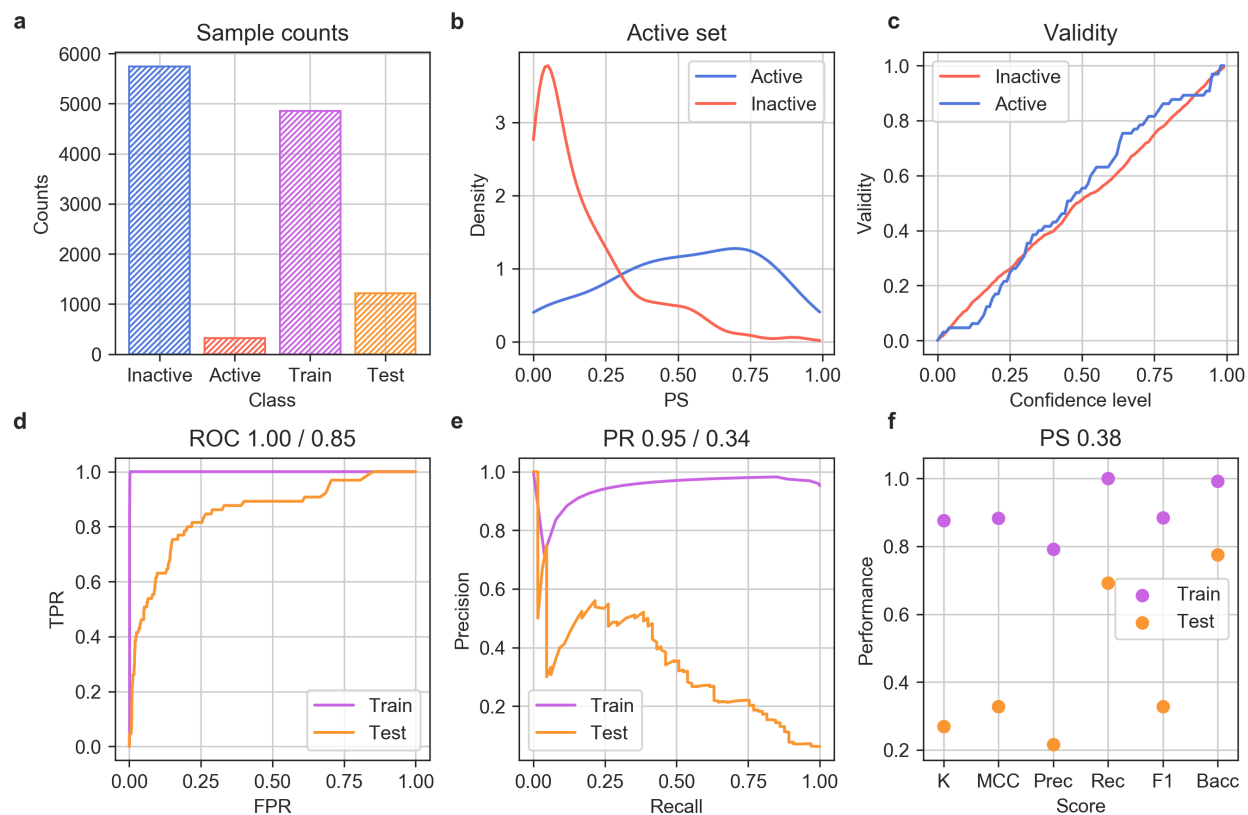 a
Sample counts
6000
5000
4000
3000
2000
1000
0
Counts
Inactive
Active
Train
Test
Class
b
Active set
Active
Inactive
3
2
1
0
Density
0.00
0.25
0.50
0.75
1.00
PS
c
Validity
Inactive
Active
1.0
0.8
0.6
0.4
0.2
0.0
Validity
0.00
0.25
0.50
0.75
1.00
Confidence level
d
ROC 1.00 / 0.85
1.0
0.8
0.6
0.4
0.2
0.0
TPR
Train
Test
0.00
0.25
0.50
0.75
1.00
FPR
e
PR 0.95 / 0.34
1.0
0.8
0.6
0.4
0.2
Precision
Train
Test
0.00
0.25
0.50
0.75
1.00
Recall
f
PS 0.38
1.0
0.8
0.6
0.4
0.2
Performance
Train
Test
K
MCC
Prec
Rec
F1
Bacc
Score